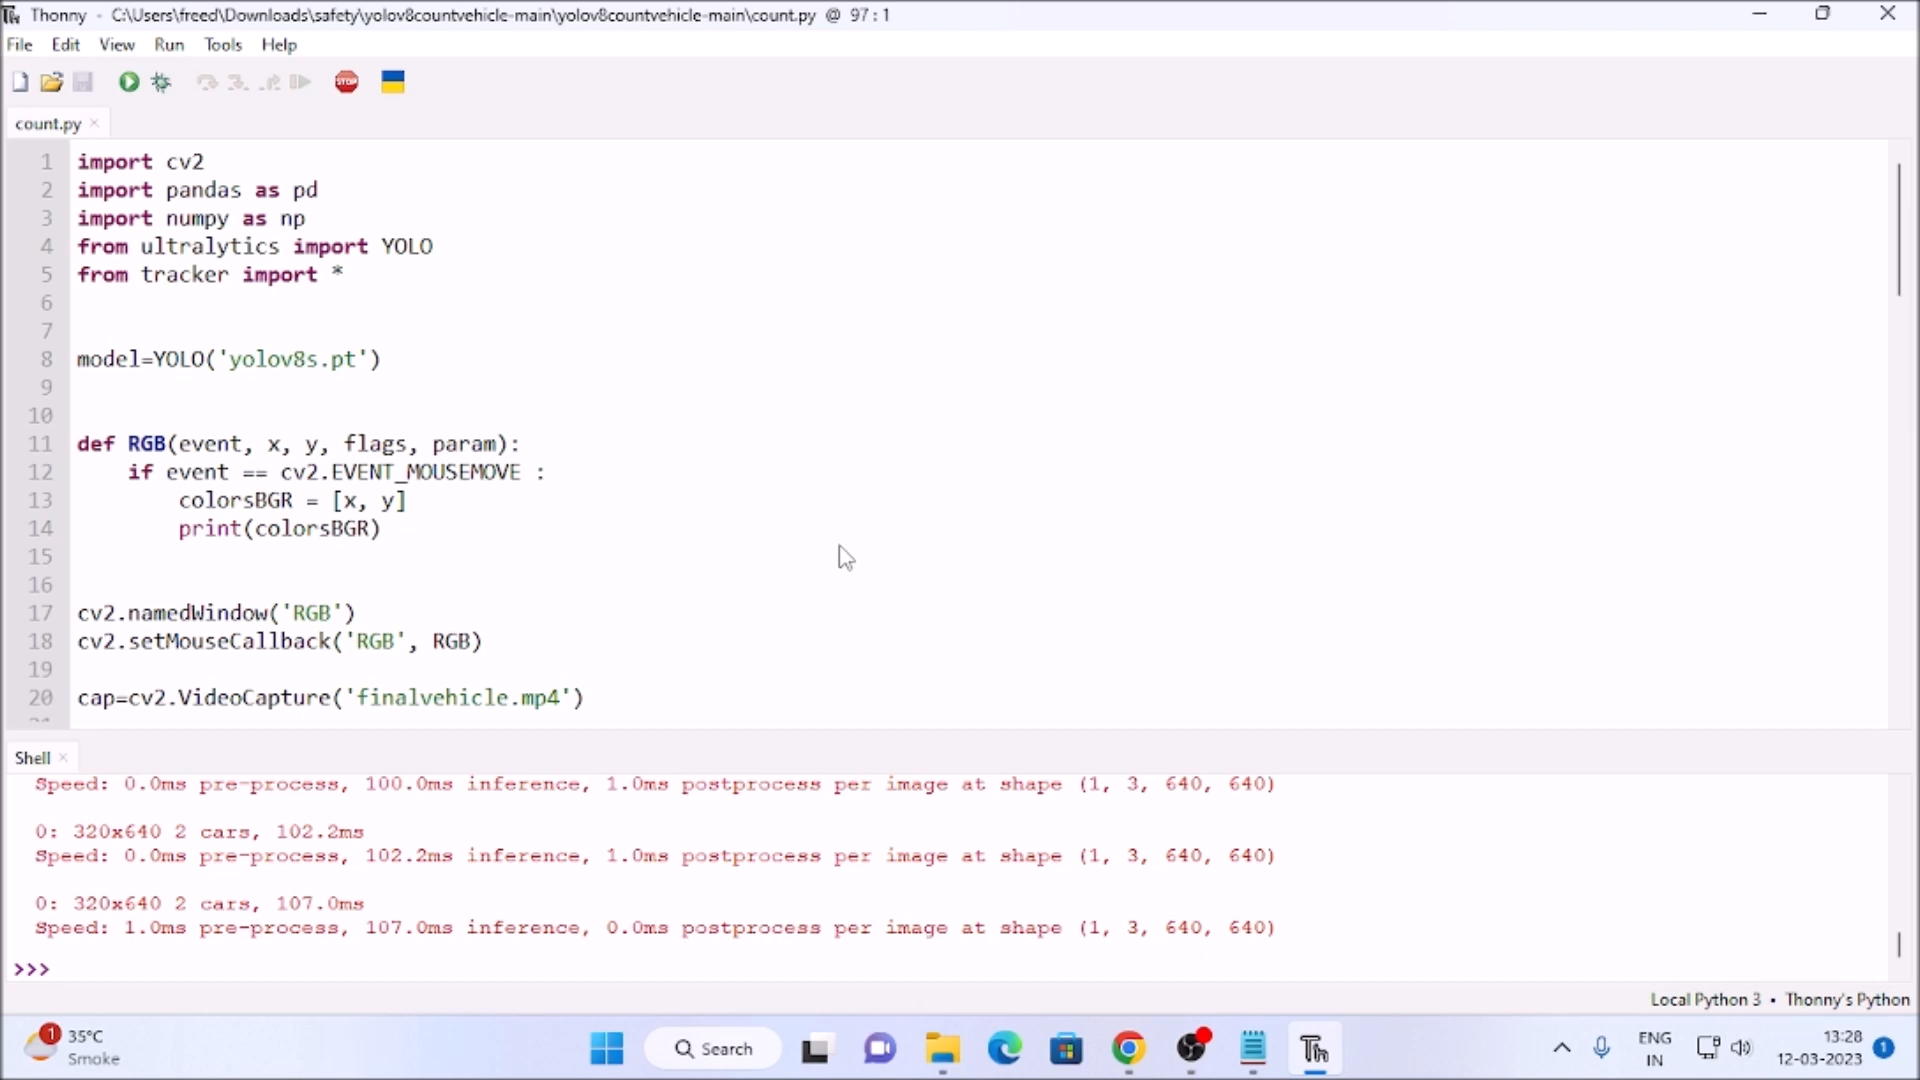 Thonny - C:\Users\freed\Downloads\safety\yolov8countvehicle-main\yolov8countvehicle-main\count.py @ 97:1
File Edit View Run Tools Help
STOP
count.py
1 import cv2
2 import pandas as pd
3 import numpy as np
4 from ultralytics import YOLO
5 from tracker import *
6
7
8 model=YOLO('yolov8s.pt')
9
10
11 def RGB(event, x, y, flags, param):
12     if event == cv2.EVENT_MOUSEMOVE :
13         colorsBGR = [x, y]
14         print(colorsBGR)
15
16
17 cv2.namedWindow('RGB')
18 cv2.setMouseCallback('RGB', RGB)
19
20 cap=cv2.VideoCapture('finalvehicle.mp4')
Shell
Speed: 0.0ms pre-process, 100.0ms inference, 1.0ms postprocess per image at shape (1, 3, 640, 640)
0: 320x640 2 cars, 102.2ms
Speed: 0.0ms pre-process, 102.2ms inference, 1.0ms postprocess per image at shape (1, 3, 640, 640)
0: 320x640 2 cars, 107.0ms
Speed: 1.0ms pre-process, 107.0ms inference, 0.0ms postprocess per image at shape (1, 3, 640, 640)
>>>
Local Python 3 • Thonny's Python
1 35°C
Smoke
Search
Th
ENG
IN
13:28
12-03-2023
1